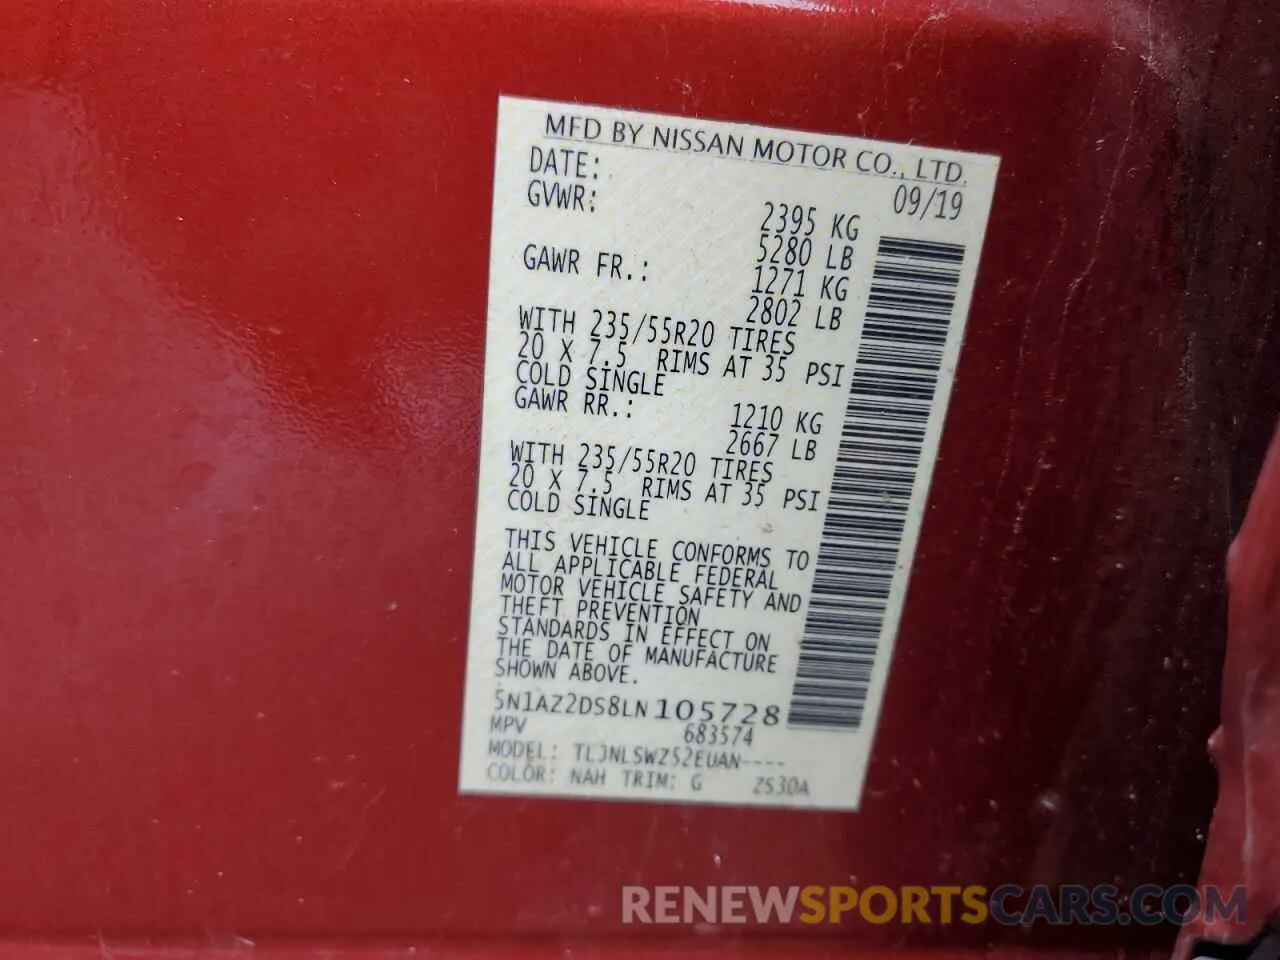 MFD BY NISSAN MOTOR CO., LTD.
DATE: 09/19
GVWR: 2395 KG
5280 LB
GAWR FR.: 1271 KG
2802 LB
WITH 235/55R20 TIRES
20 X 7.5 RIMS AT 35 PSI
COLD SINGLE
GAWR RR.: 1210 KG
2667 LB
WITH 235/55R20 TIRES
20 X 7.5 RIMS AT 35 PSI
COLD SINGLE
THIS VEHICLE CONFORMS TO
ALL APPLICABLE FEDERAL
MOTOR VEHICLE SAFETY AND
THEFT PREVENTION
STANDARDS IN EFFECT ON
THE DATE OF MANUFACTURE
SHOWN ABOVE.
5N1AZ2DS8LN105728
MPV 683574
MODEL: TLJNLSWZ52EUAN----
COLOR: NAH TRIM: G ZS30A
RENEWSPORTSCARS.COM